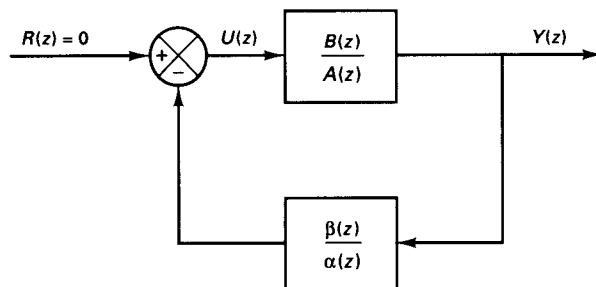 R(z) = 0
+
−
U(z)
B(z)
A(z)
Y(z)
β(z)
α(z)